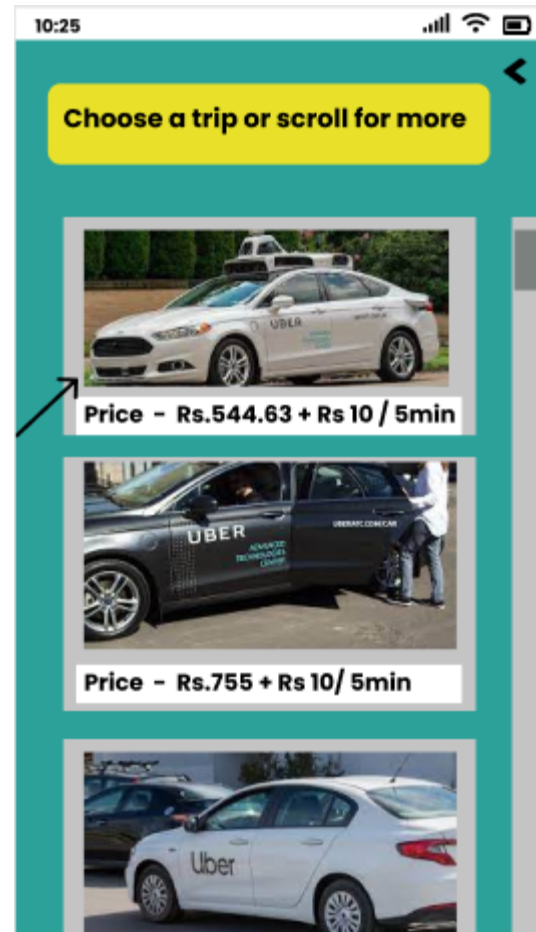 10:25
Choose a trip or scroll for more
UBER
Price - Rs.544.63 + Rs 10 / 5min
UBER
ADVANCED
TECHNOLOGIES
CENTER
UBERATC.COM/CAR
Price - Rs.755 + Rs 10/ 5min
Uber